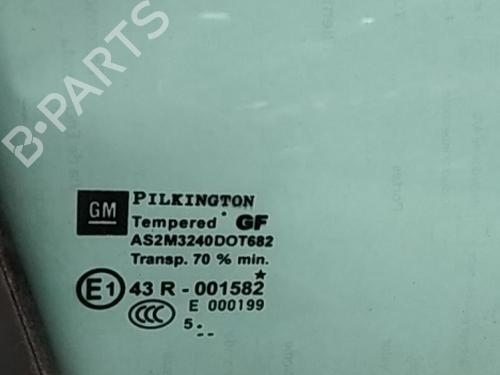 B-PARTS
GM
PILKINGTON
Tempered GF
AS2M3240DOT682
Transp. 70 % min.
E1 43 R - 001582
CCC E 000199
5.